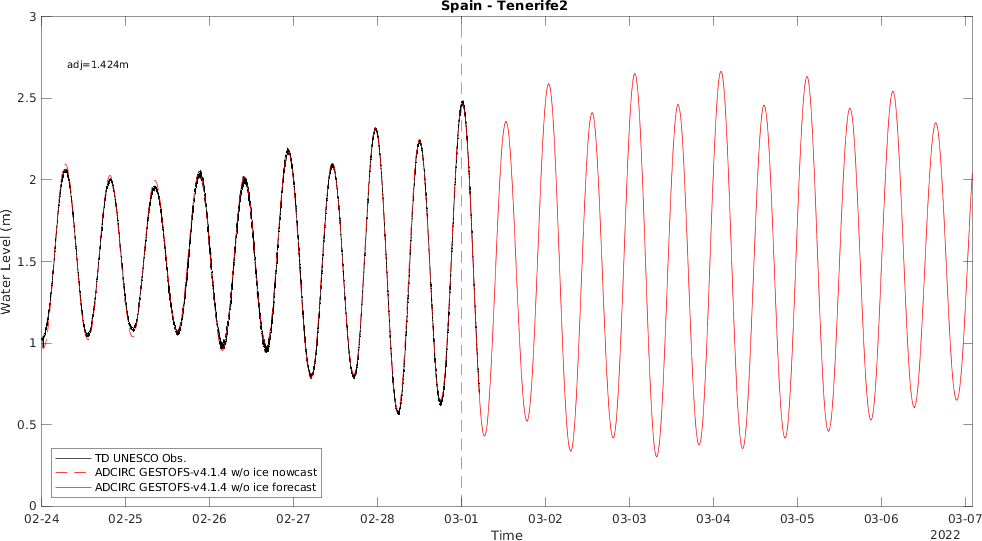 Spain - Tenerife2
adj=1.424m
3
2.5
2
1.5
1
0.5
0
Water Level (m)
TD UNESCO Obs.
ADCIRC GESTOFS-v4.1.4 w/o ice nowcast
ADCIRC GESTOFS-v4.1.4 w/o ice forecast
02-24 02-25 02-26 02-27 02-28 03-01 03-02 03-03 03-04 03-05 03-06 03-07
Time
2022